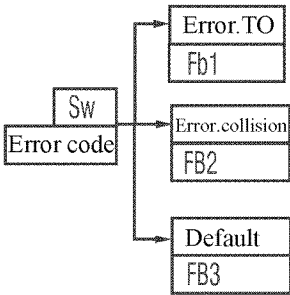 Error.TO
Fb1
Sw
Error code
Error.collision
FB2
Default
FB3